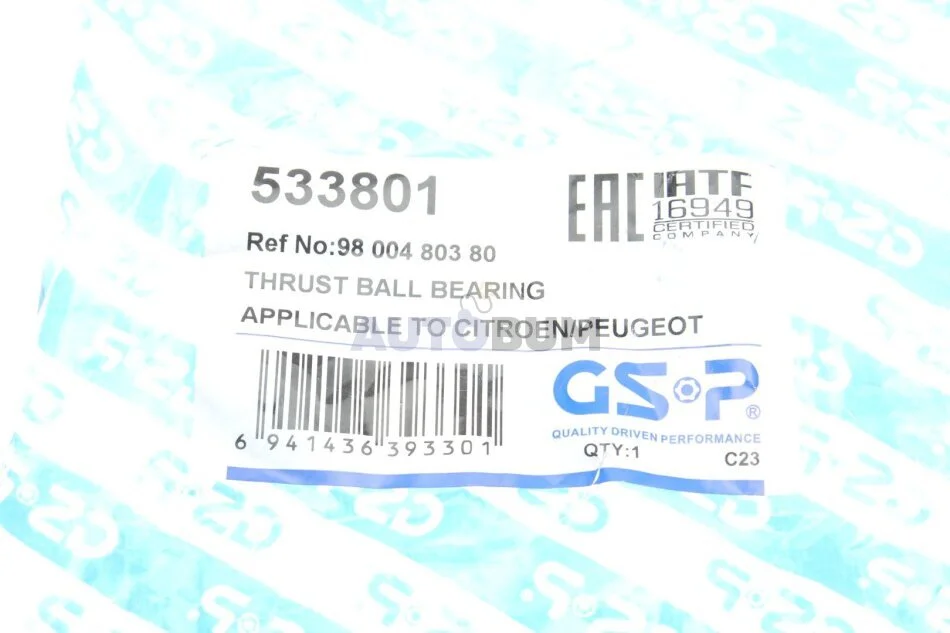 533801
EAC
IATF
16949
CERTIFIED
COMPANY
Ref No:98 004 803 80
THRUST BALL BEARING
APPLICABLE TO CITROEN/PEUGEOT
AUTOBUM
6 941436 393301
GSP®
QUALITY DRIVEN PERFORMANCE
QTY:1
C23